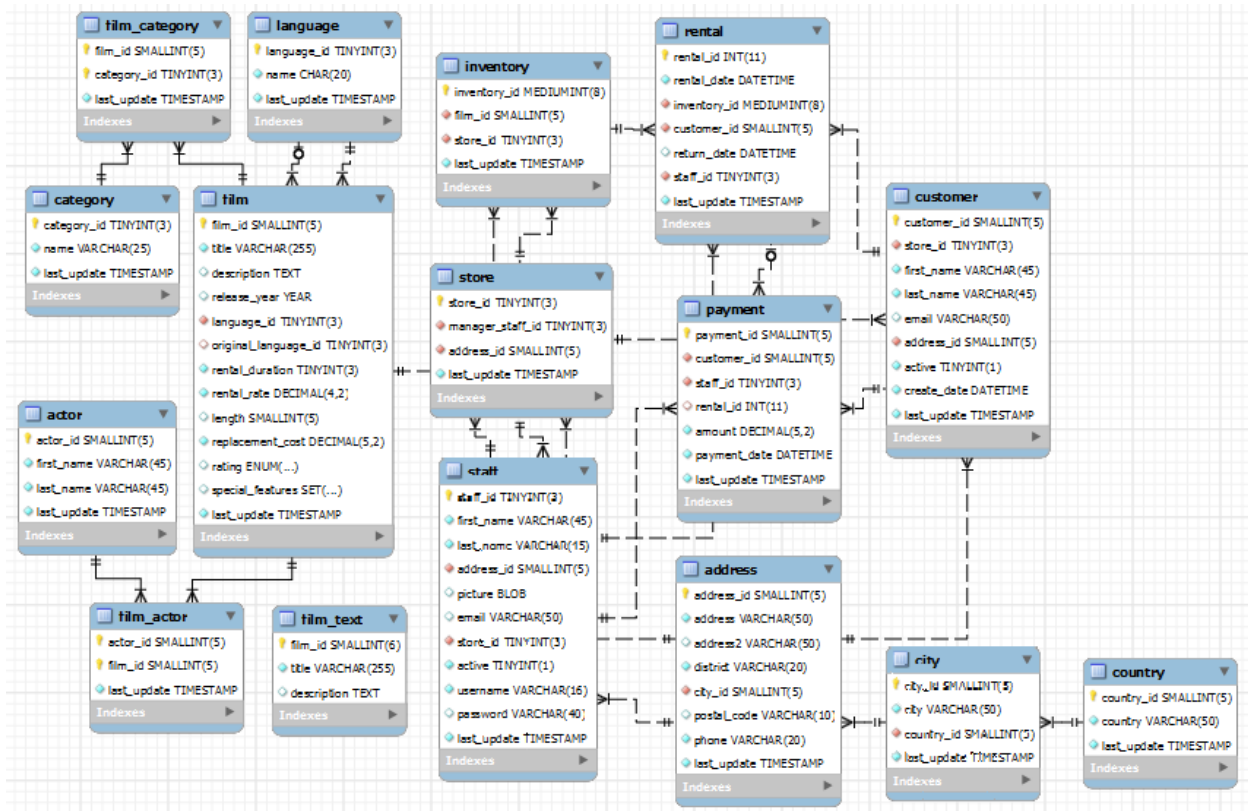 film_category
film_id SMALLINT(5)
category_id TINYINT(3)
last_update TIMESTAMP
Indexes
language
language_id TINYINT(3)
name CHAR(20)
last_update TIMESTAMP
Indexes
inventory
inventory_id MEDIUMINT(8)
film_id SMALLINT(5)
store_id TINYINT(3)
last_update TIMESTAMP
Indexes
rental
rental_id INT(11)
rental_date DATETIME
inventory_id MEDIUMINT(8)
customer_id SMALLINT(5)
return_date DATETIME
staff_id TINYINT(3)
last_update TIMESTAMP
Indexes
category
category_id TINYINT(3)
name VARCHAR(25)
last_update TIMESTAMP
Indexes
film
film_id SMALLINT(5)
title VARCHAR(255)
description TEXT
release_year YEAR
language_id TINYINT(3)
original_language_id TINYINT(3)
rental_duration TINYINT(3)
rental_rate DECIMAL(4,2)
length SMALLINT(5)
replacement_cost DECIMAL(5,2)
rating ENUM(...)
special_features SET(...)
last_update TIMESTAMP
Indexes
store
store_id TINYINT(3)
manager_staff_id TINYINT(3)
address_id SMALLINT(5)
last_update TIMESTAMP
Indexes
customer
customer_id SMALLINT(5)
store_id TINYINT(3)
first_name VARCHAR(45)
last_name VARCHAR(45)
email VARCHAR(50)
address_id SMALLINT(5)
active TINYINT(1)
create_date DATETIME
last_update TIMESTAMP
Indexes
payment
payment_id SMALLINT(5)
customer_id SMALLINT(5)
staff_id TINYINT(3)
rental_id INT(11)
amount DECIMAL(5,2)
payment_date DATETIME
last_update TIMESTAMP
Indexes
actor
actor_id SMALLINT(5)
first_name VARCHAR(45)
last_name VARCHAR(45)
last_update TIMESTAMP
Indexes
staff
staff_id TINYINT(3)
first_name VARCHAR(45)
last_name VARCHAR(45)
address_id SMALLINT(5)
picture BLOB
email VARCHAR(50)
store_id TINYINT(3)
active TINYINT(1)
username VARCHAR(16)
password VARCHAR(40)
last_update TIMESTAMP
Indexes
address
address_id SMALLINT(5)
address VARCHAR(50)
address2 VARCHAR(50)
district VARCHAR(20)
city_id SMALLINT(5)
postal_code VARCHAR(10)
phone VARCHAR(20)
last_update TIMESTAMP
Indexes
film_actor
actor_id SMALLINT(5)
film_id SMALLINT(5)
last_update TIMESTAMP
Indexes
film_text
film_id SMALLINT(6)
title VARCHAR(255)
description TEXT
Indexes
city
city_id SMALLINT(5)
city VARCHAR(50)
country_id SMALLINT(5)
last_update TIMESTAMP
Indexes
country
country_id SMALLINT(5)
country VARCHAR(50)
last_update TIMESTAMP
Indexes